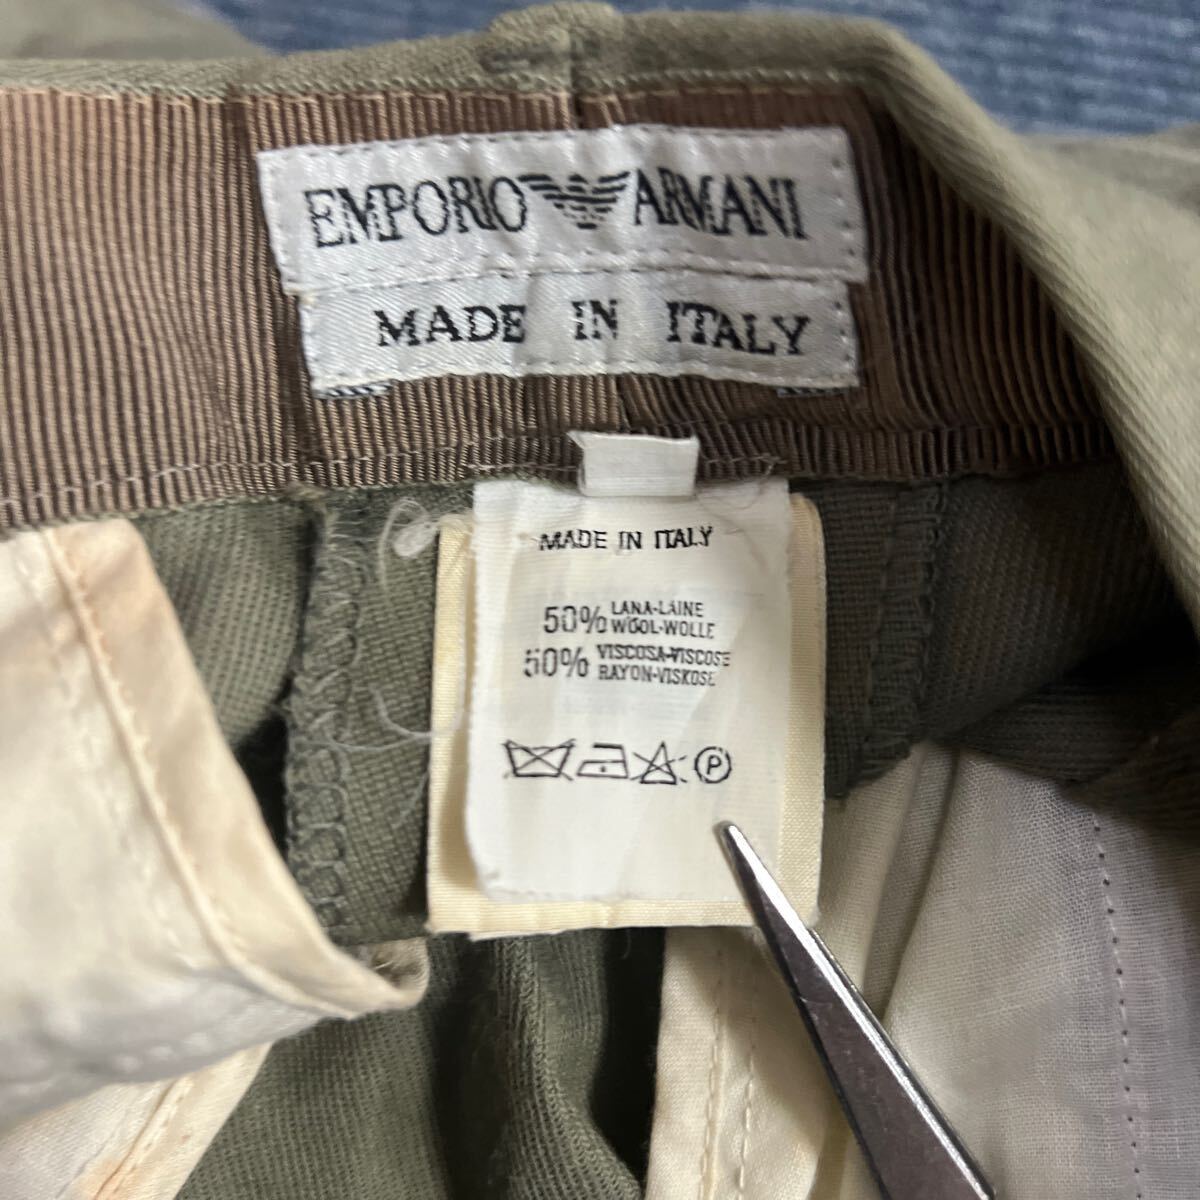 EMPORIO ARMANI
MADE IN ITALY
MADE IN ITALY
50% LANA-LAINE
WOOL-WOLLE
50% VISCOSA-VISCOSE
RAYON-VISKOSE
P